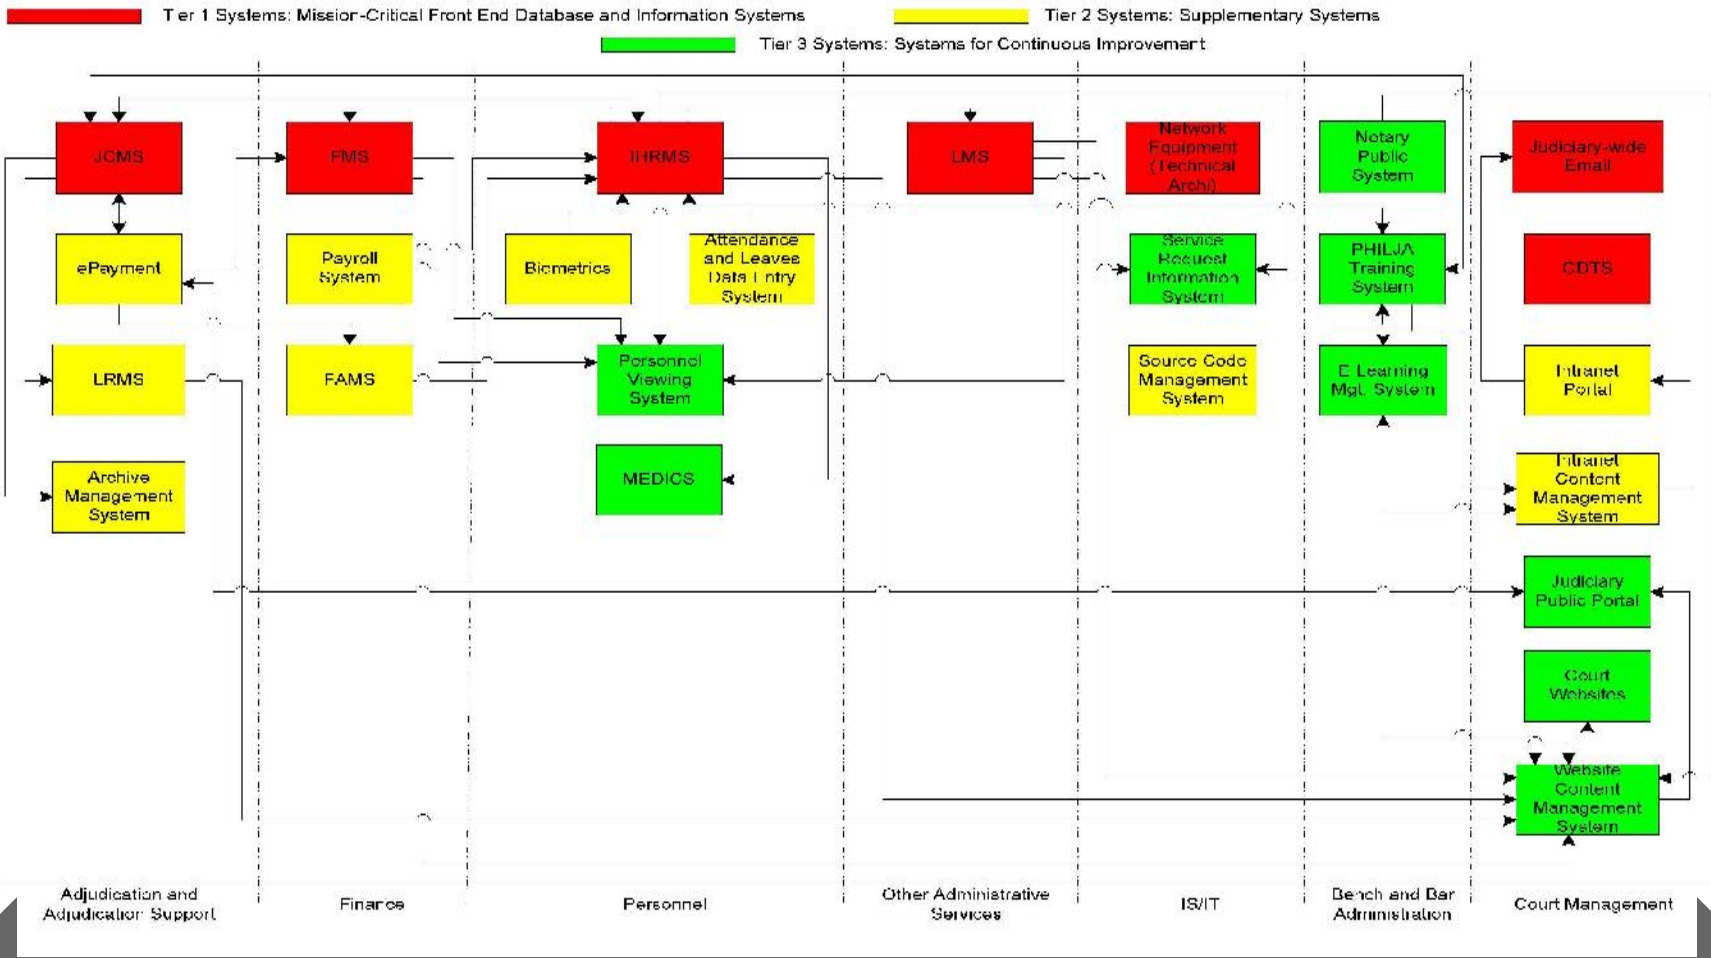 Tier 1 Systems: Mission-Critical Front End Database and Information Systems
Tier 2 Systems: Supplementary Systems
Tier 3 Systems: Systams for Continuous Improvemart
JCMS
FMS
IHRMS
LMS
Network
Equipment
(Technical
Archi)
Notary
Public
System
Judiciary-wide
Email
ePayment
Payroll
System
Biometrics
Attendance
and Leaves
Data Entry
System
Service
Request
Information
System
PHILJA
Training
System
CDTS
LRMS
FAMS
Personnel
Viewing
System
Source Code
Management
System
E Learning
Mgt. System
Intranet
Portal
Archive
Management
System
MEDICS
Intranet
Content
Management
System
Judiciary
Public Portal
Court
Websites
Website
Content
Management
System
Adjudication and
Adjudication Support
Finance
Personnel
Other Administrative
Services
IS/IT
Bench and Bar
Administration
Court Management